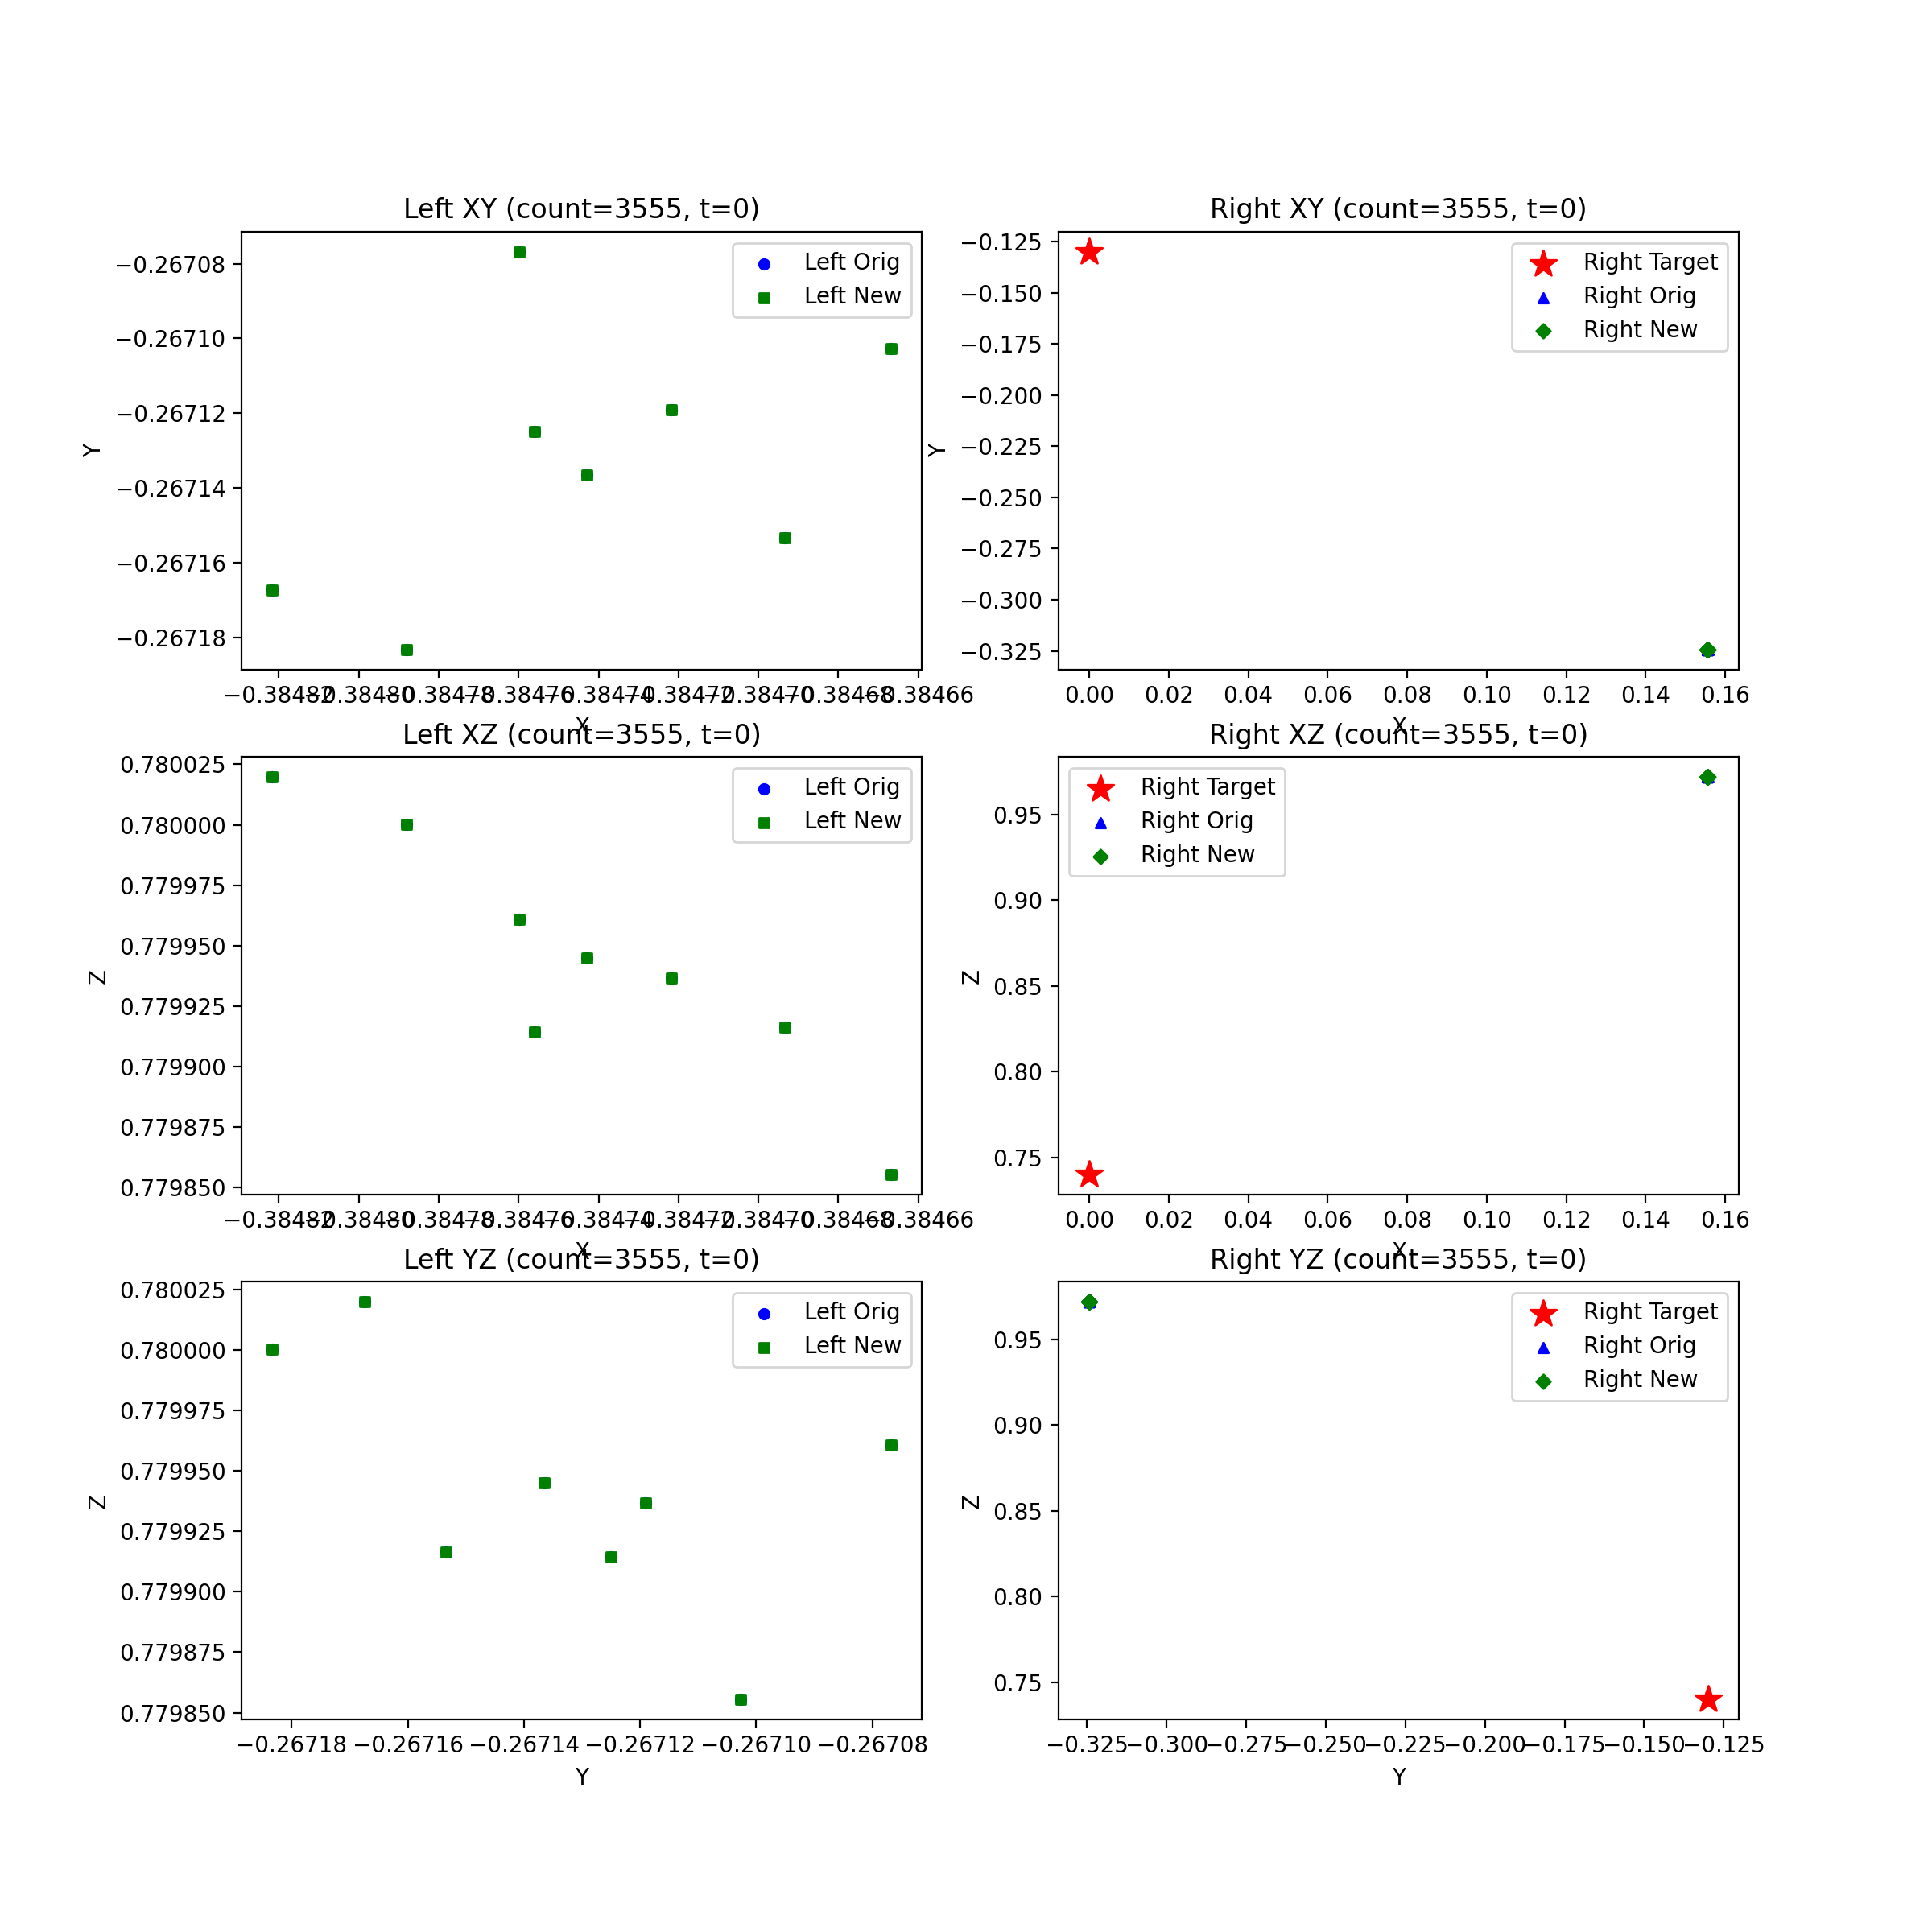 Left XY (count=3555, t=0)
Y
−0.26708
−0.26710
−0.26712
−0.26714
−0.26716
−0.26718
Left Orig
Left New
−0.38482 −0.38480 −0.38478 −0.38476 −0.38474 −0.38472 −0.38470 −0.38468 −0.38466
X
Right XY (count=3555, t=0)
Y
−0.125
−0.150
−0.175
−0.200
−0.225
−0.250
−0.275
−0.300
−0.325
Right Target
Right Orig
Right New
0.00 0.02 0.04 0.06 0.08 0.10 0.12 0.14 0.16
X
Left XZ (count=3555, t=0)
Z
0.780025
0.780000
0.779975
0.779950
0.779925
0.779900
0.779875
0.779850
Left Orig
Left New
−0.38482 −0.38480 −0.38478 −0.38476 −0.38474 −0.38472 −0.38470 −0.38468 −0.38466
X
Right XZ (count=3555, t=0)
Z
0.95
0.90
0.85
0.80
0.75
Right Target
Right Orig
Right New
0.00 0.02 0.04 0.06 0.08 0.10 0.12 0.14 0.16
X
Left YZ (count=3555, t=0)
Z
0.780025
0.780000
0.779975
0.779950
0.779925
0.779900
0.779875
0.779850
Left Orig
Left New
−0.26718 −0.26716 −0.26714 −0.26712 −0.26710 −0.26708
Y
Right YZ (count=3555, t=0)
Z
0.95
0.90
0.85
0.80
0.75
Right Target
Right Orig
Right New
−0.325 −0.300 −0.275 −0.250 −0.225 −0.200 −0.175 −0.150 −0.125
Y